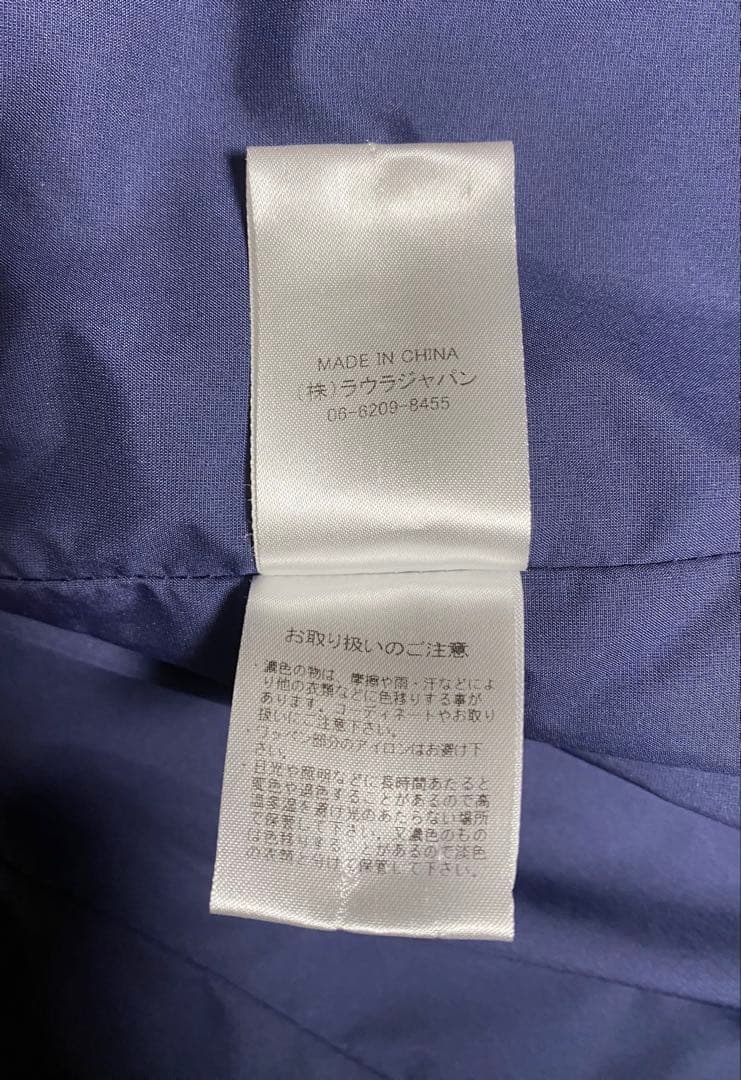 MADE IN CHINA
(株)ラウラジャパン
06-6209-8455
お取り扱いのご注意
・濃色の物は、摩擦や雨・汗などによ
り他の衣類などに色移りする事が
あります。コーディネートやお取り
扱いにご注意下さい。
・ワッペン部分のアイロンはお避け下
さい。
・日光や照明などに長時間あたると
変色や退色することがあるので高
温多湿を避け光のあたらない場所
で保管して下さい。又濃色のもの
は色移りすることがあるので淡色
の衣類と分けて保管して下さい。